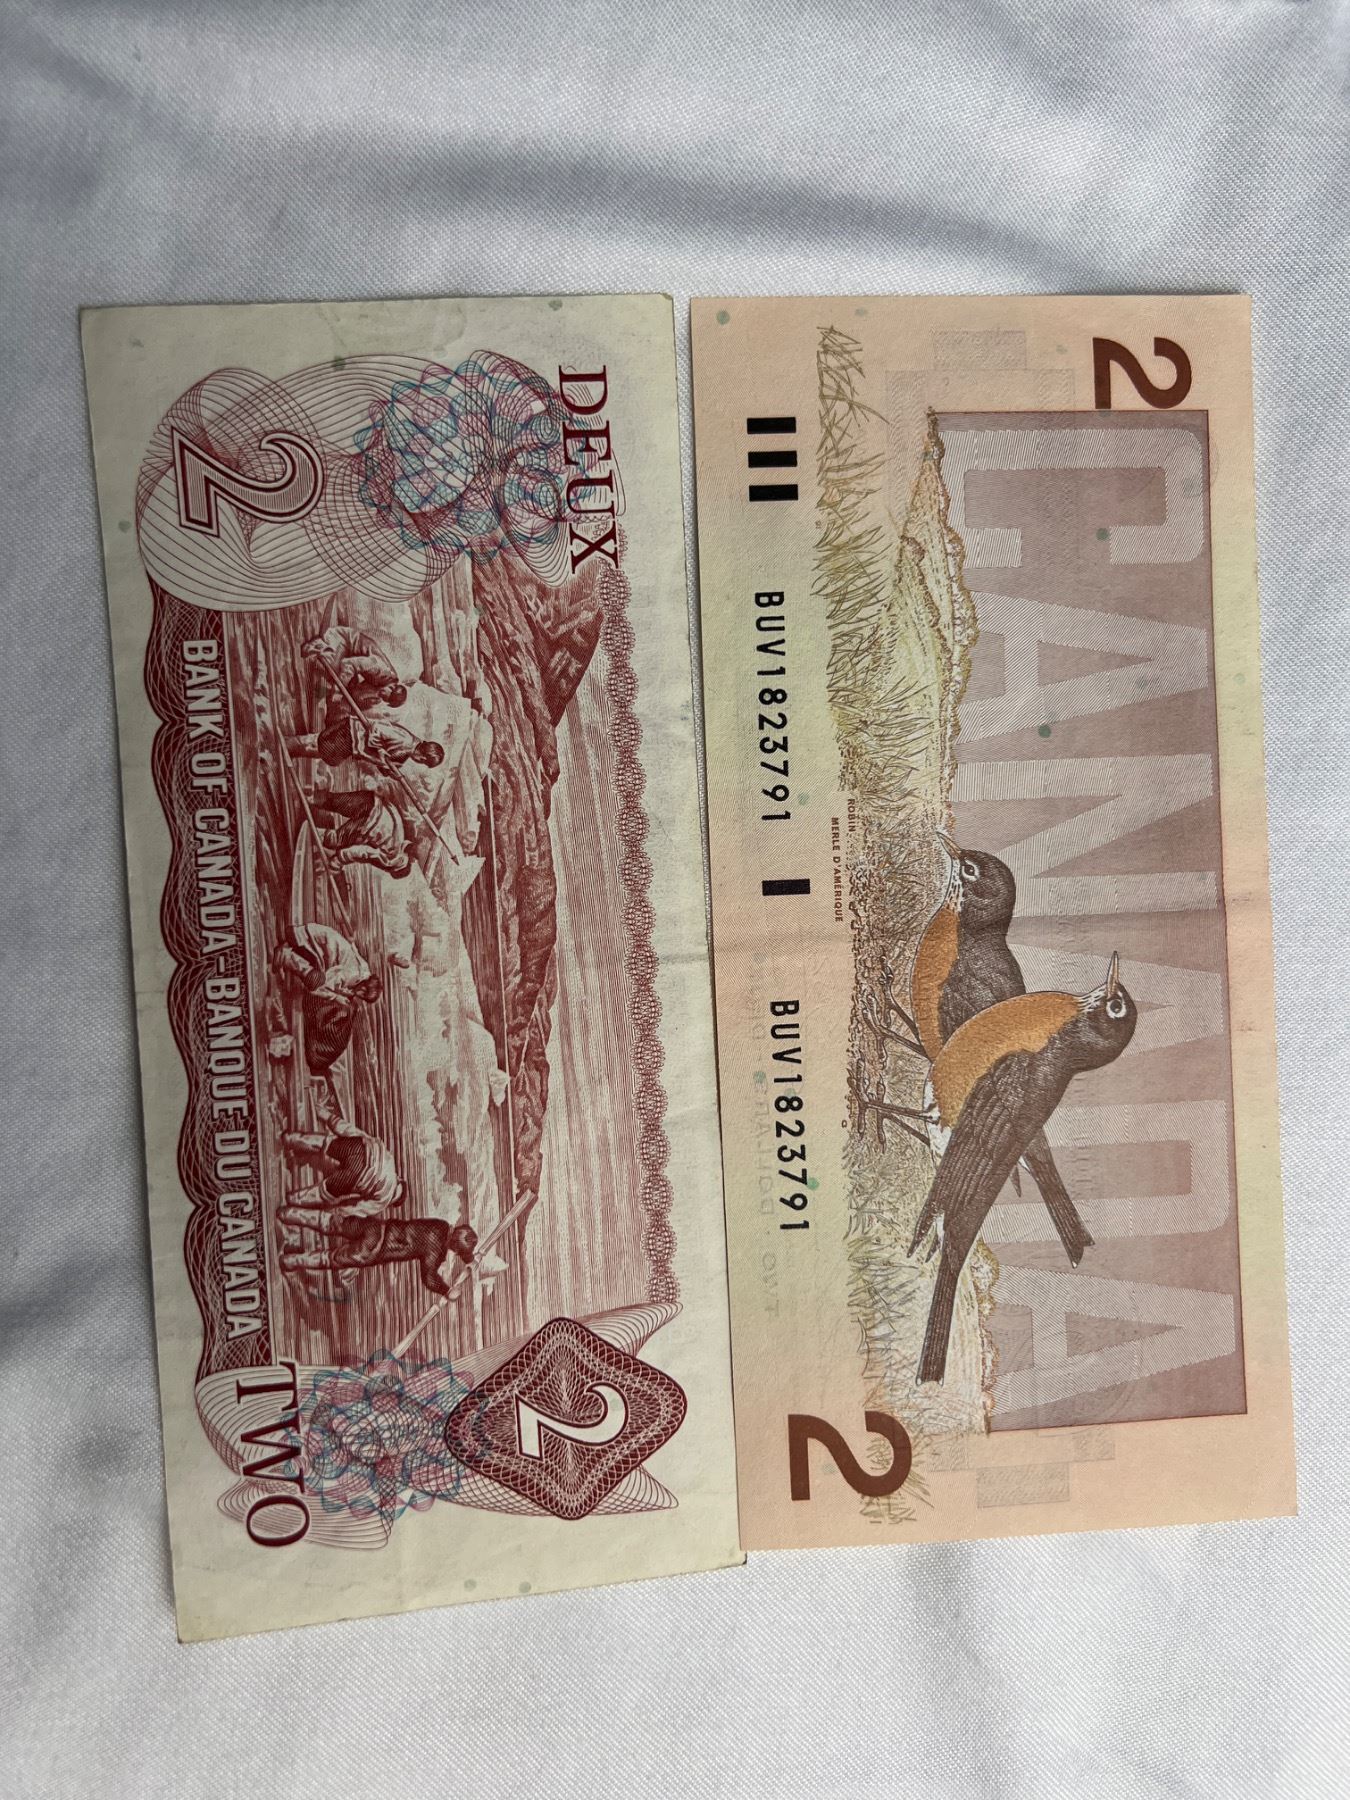 2
CANADA
ROBIN
MERLE D'AMÉRIQUE
BUV1823791 BUV1823791
2
DEUX
2
2
BANK OF CANADA-BANQUE DU CANADA
TWO